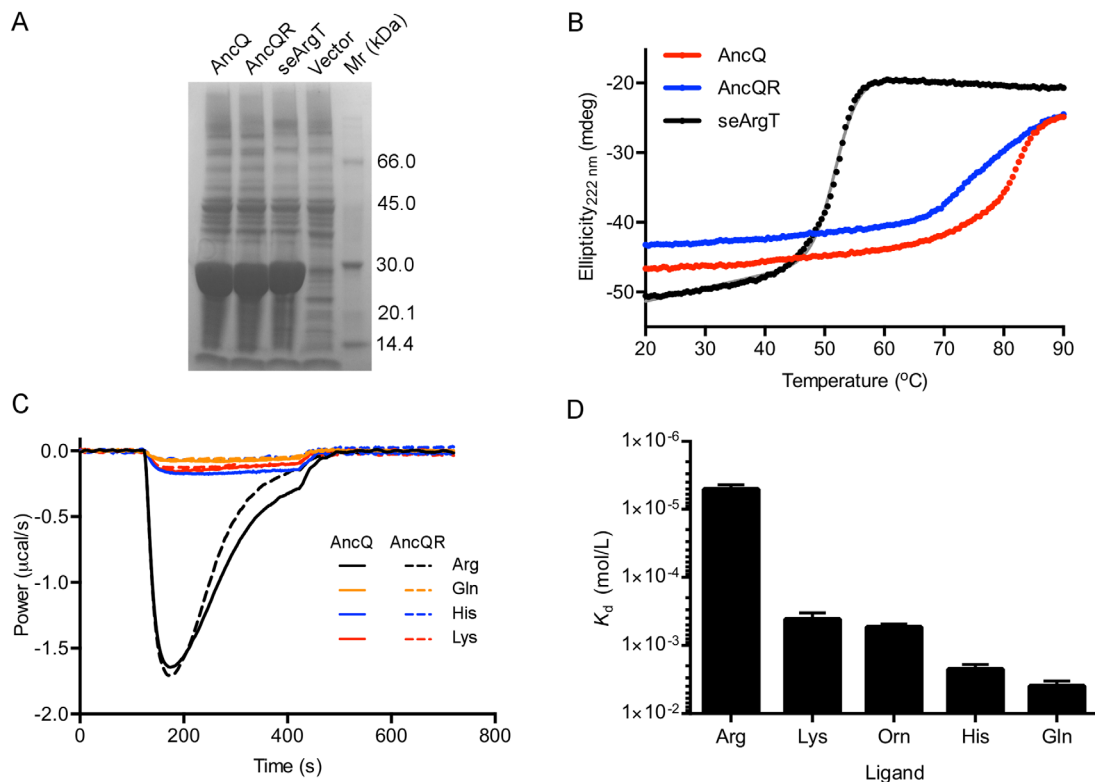 A
AncQ
AncQR
seArgT
Vector
Mr (kDa)
66.0
45.0
30.0
20.1
14.4
B
AncQ
AncQR
seArgT
-20
-30
-40
-50
Ellipticity222 nm (mdeg)
20 30 40 50 60 70 80 90
Temperature (ºC)
C
0.0
-0.5
-1.0
-1.5
-2.0
Power (μcal/s)
AncQ AncQR
Arg
Gln
His
Lys
0 200 400 600 800
Time (s)
D
1×10-6
1×10-5
1×10-4
1×10-3
1×10-2
Kd (mol/L)
Arg Lys Orn His Gln
Ligand